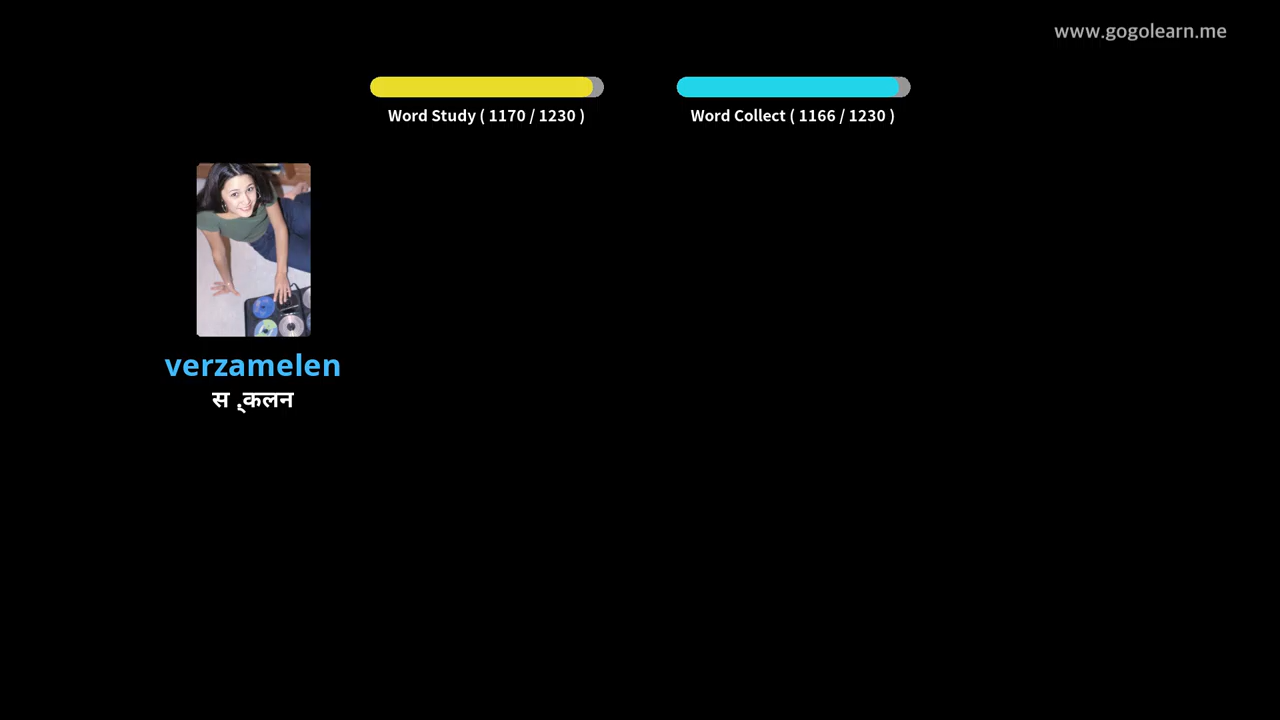 www.gogolearn.me
Word Study ( 1170 / 1230 )
Word Collect ( 1166 / 1230 )
verzamelen
स ्ंकलन